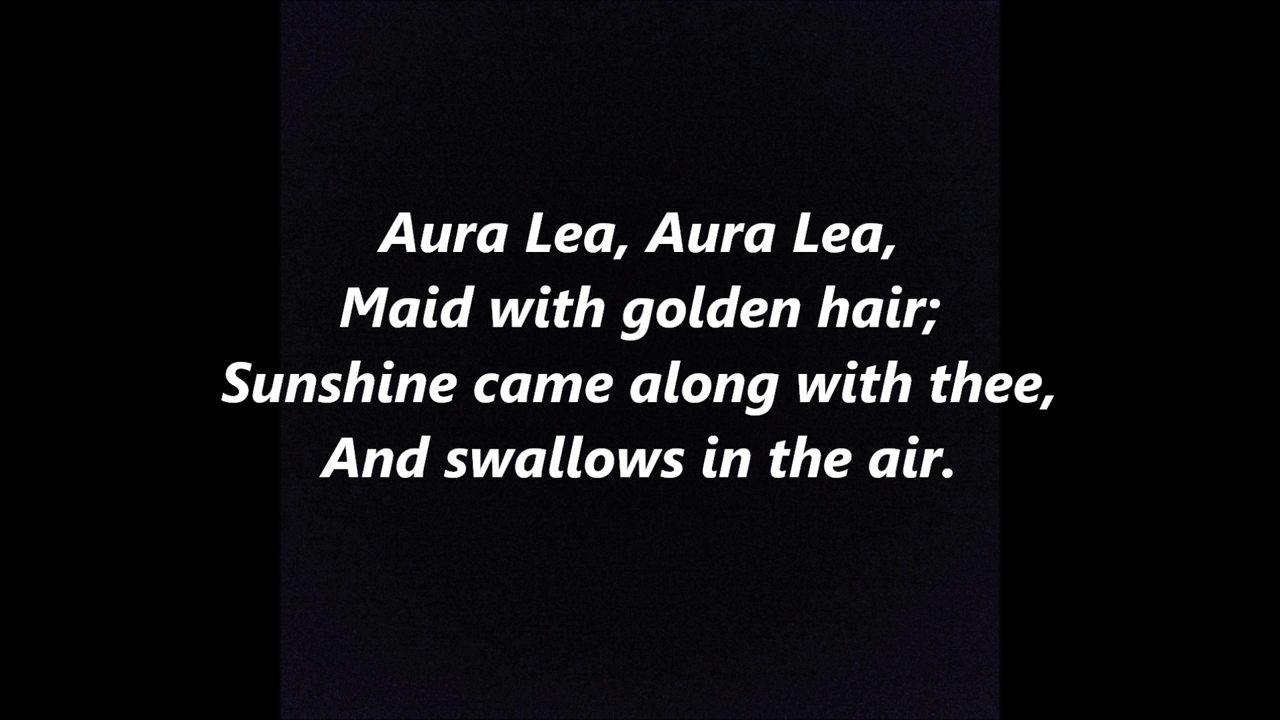 Aura Lea, Aura Lea,
Maid with golden hair;
Sunshine came along with thee,
And swallows in the air.